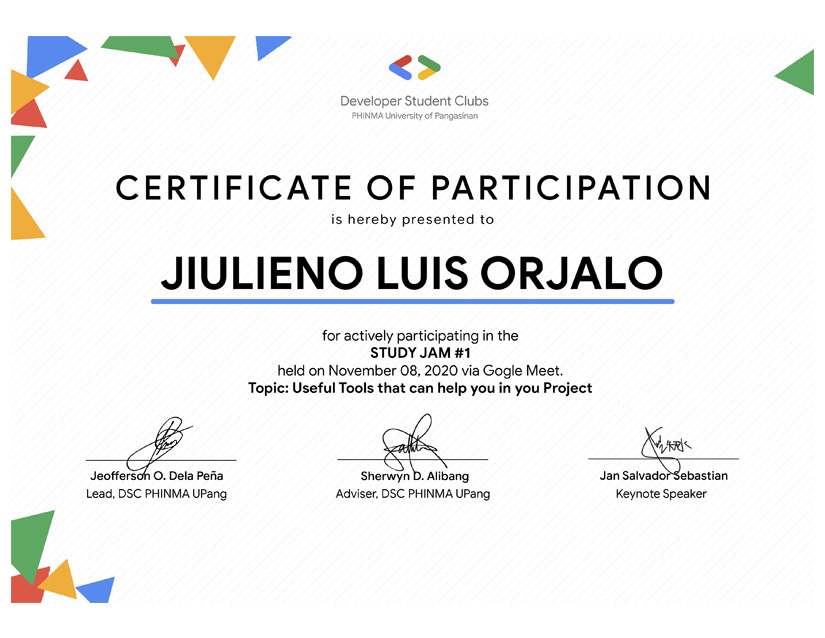 Developer Student Clubs
PHINMA University of Pangasinan
CERTIFICATE OF PARTICIPATION
is hereby presented to
JIULIENO LUIS ORJALO
for actively participating in the
STUDY JAM #1
held on November 08, 2020 via Gogle Meet.
Topic: Useful Tools that can help you in you Project
Jeofferson O. Dela Peña
Lead, DSC PHINMA UPang
Sherwyn D. Alibang
Adviser, DSC PHINMA UPang
Jan Salvador Sebastian
Keynote Speaker